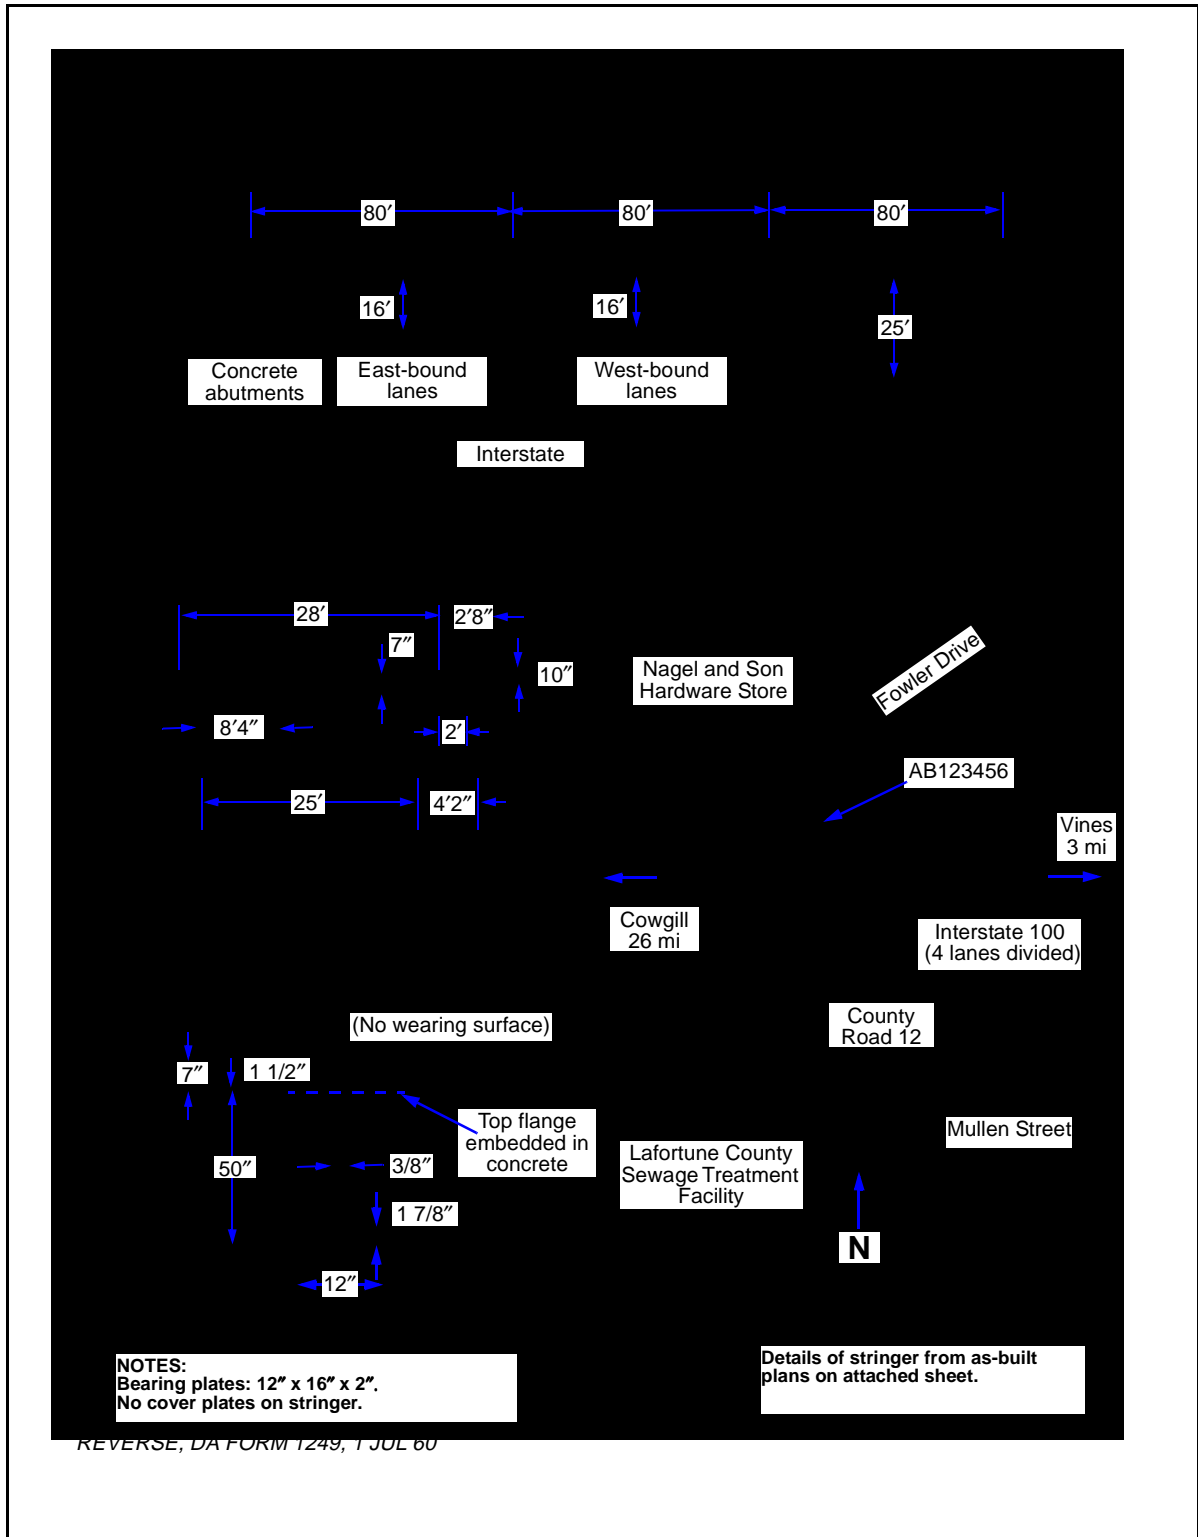 80′
80′
80′
16′
16′
25′
Concrete
abutments
East-bound
lanes
West-bound
lanes
Interstate
28′
2′8″
7″
10″
8′4″
2′
25′
4′2″
Nagel and Son
Hardware Store
Fowler Drive
AB123456
Vines
3 mi
Cowgill
26 mi
Interstate 100
(4 lanes divided)
County
Road 12
(No wearing surface)
7″
1 1/2″
Top flange
embedded in
concrete
50″
3/8″
1 7/8″
12″
Mullen Street
Lafortune County
Sewage Treatment
Facility
N
NOTES:
Bearing plates: 12″ x 16″ x 2″.
No cover plates on stringer.
Details of stringer from as-built
plans on attached sheet.
REVERSE, DA FORM 1249, 1 JUL 60